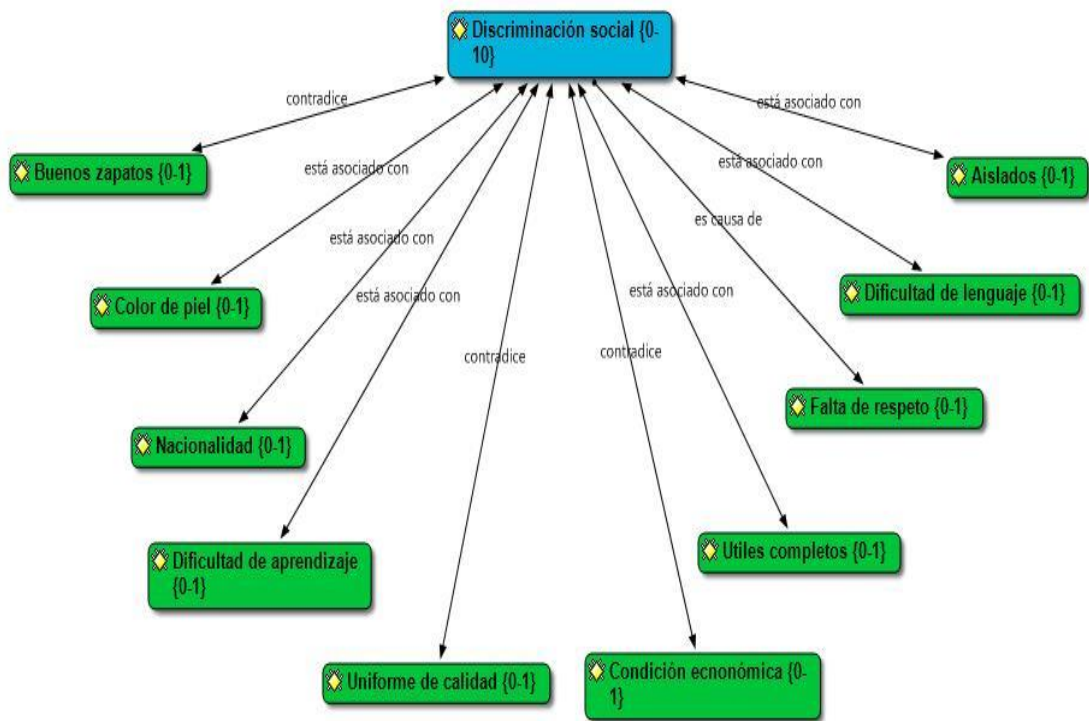 Discriminación social {0-
10}
contradice
está asociado con
Buenos zapatos {0-1}
está asociado con
está asociado con
Aislados {0-1}
es causa de
está asociado con
Color de piel {0-1}
Dificultad de lenguaje {0-1}
está asociado con
está asociado con
contradice
contradice
Falta de respeto {0-1}
Nacionalidad {0-1}
Utiles completos {0-1}
Dificultad de aprendizaje
{0-1}
Uniforme de calidad {0-1}
Condición ecnonómica {0-
1}